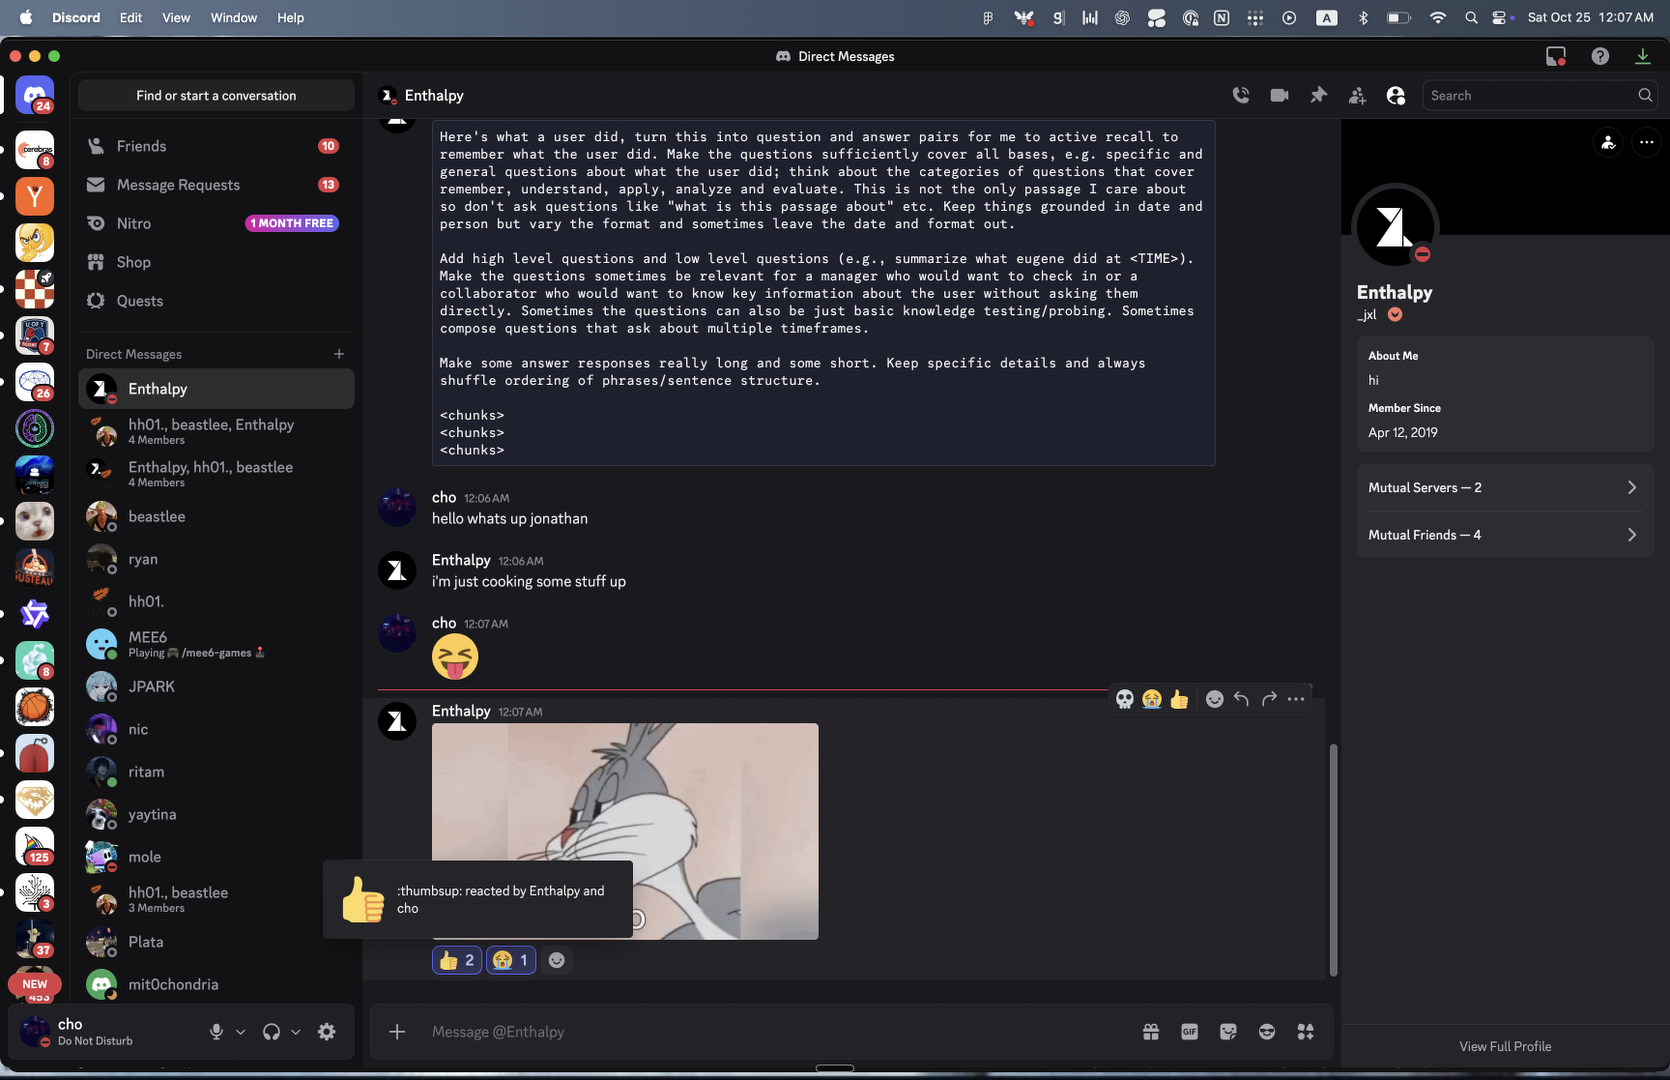 Discord Edit View Window Help
Sat Oct 25 12:07 AM
Direct Messages
Find or start a conversation
Friends 10
Message Requests 13
Nitro 1 MONTH FREE
Shop
Quests
Direct Messages
Enthalpy
hh01., beastlee, Enthalpy
4 Members
Enthalpy, hh01., beastlee
4 Members
beastlee
ryan
hh01.
MEE6
Playing 🎮 /mee6-games 🕹️
JPARK
nic
ritam
yaytina
mole
hh01., beastlee
3 Members
Plata
mit0chondria
24
cerebras
8
Y
U OF T
7
26
8
125
3
37
NEW
453
cho
Do Not Disturb
Enthalpy
Search
Here's what a user did, turn this into question and answer pairs for me to active recall to
remember what the user did. Make the questions sufficiently cover all bases, e.g. specific and
general questions about what the user did; think about the categories of questions that cover
remember, understand, apply, analyze and evaluate. This is not the only passage I care about
so don't ask questions like "what is this passage about" etc. Keep things grounded in date and
person but vary the format and sometimes leave the date and format out.
Add high level questions and low level questions (e.g., summarize what eugene did at <TIME>).
Make the questions sometimes be relevant for a manager who would want to check in or a
collaborator who would want to know key information about the user without asking them
directly. Sometimes the questions can also be just basic knowledge testing/probing. Sometimes
compose questions that ask about multiple timeframes.
Make some answer responses really long and some short. Keep specific details and always
shuffle ordering of phrases/sentence structure.
<chunks>
<chunks>
<chunks>
cho 12:06 AM
hello whats up jonathan
Enthalpy 12:06 AM
i'm just cooking some stuff up
cho 12:07 AM
Enthalpy 12:07 AM
:thumbsup: reacted by Enthalpy and
cho
2 1
Message @Enthalpy
GIF
Enthalpy
_jxl
About Me
hi
Member Since
Apr 12, 2019
Mutual Servers — 2
Mutual Friends — 4
View Full Profile